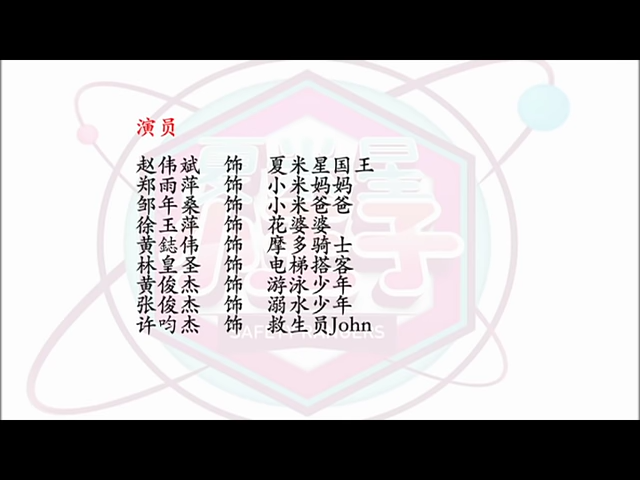 演员
赵伟斌 饰 夏米星国王
郑雨萍 饰 小米妈妈
邹年桑 饰 小米爸爸
徐玉萍 饰 花婆婆
黄鋕伟 饰 摩多骑士
林皇圣 饰 电梯搭客
黄俊杰 饰 游泳少年
张俊杰 饰 溺水少年
许呁杰 饰 救生员John
SAFETY RANGERS